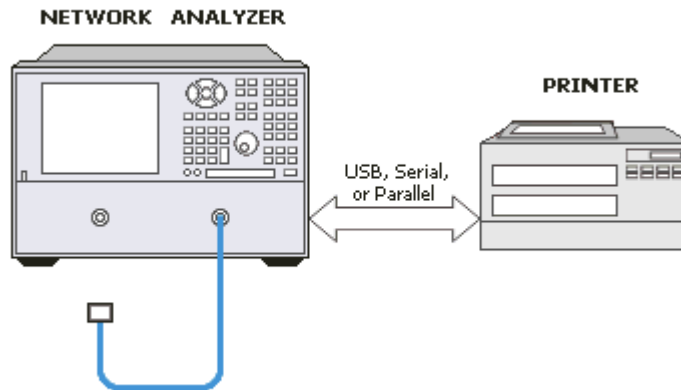 NETWORK ANALYZER
PRINTER
USB, Serial,
or Parallel